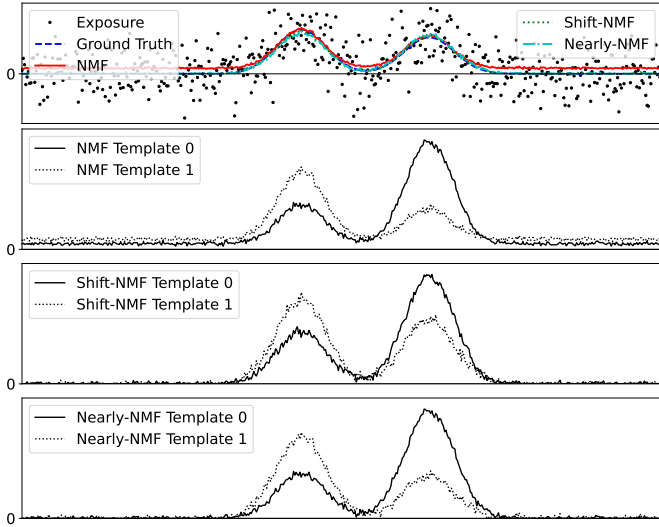 Exposure
Ground Truth
NMF
Shift-NMF
Nearly-NMF
0
NMF Template 0
NMF Template 1
0
Shift-NMF Template 0
Shift-NMF Template 1
0
Nearly-NMF Template 0
Nearly-NMF Template 1
0